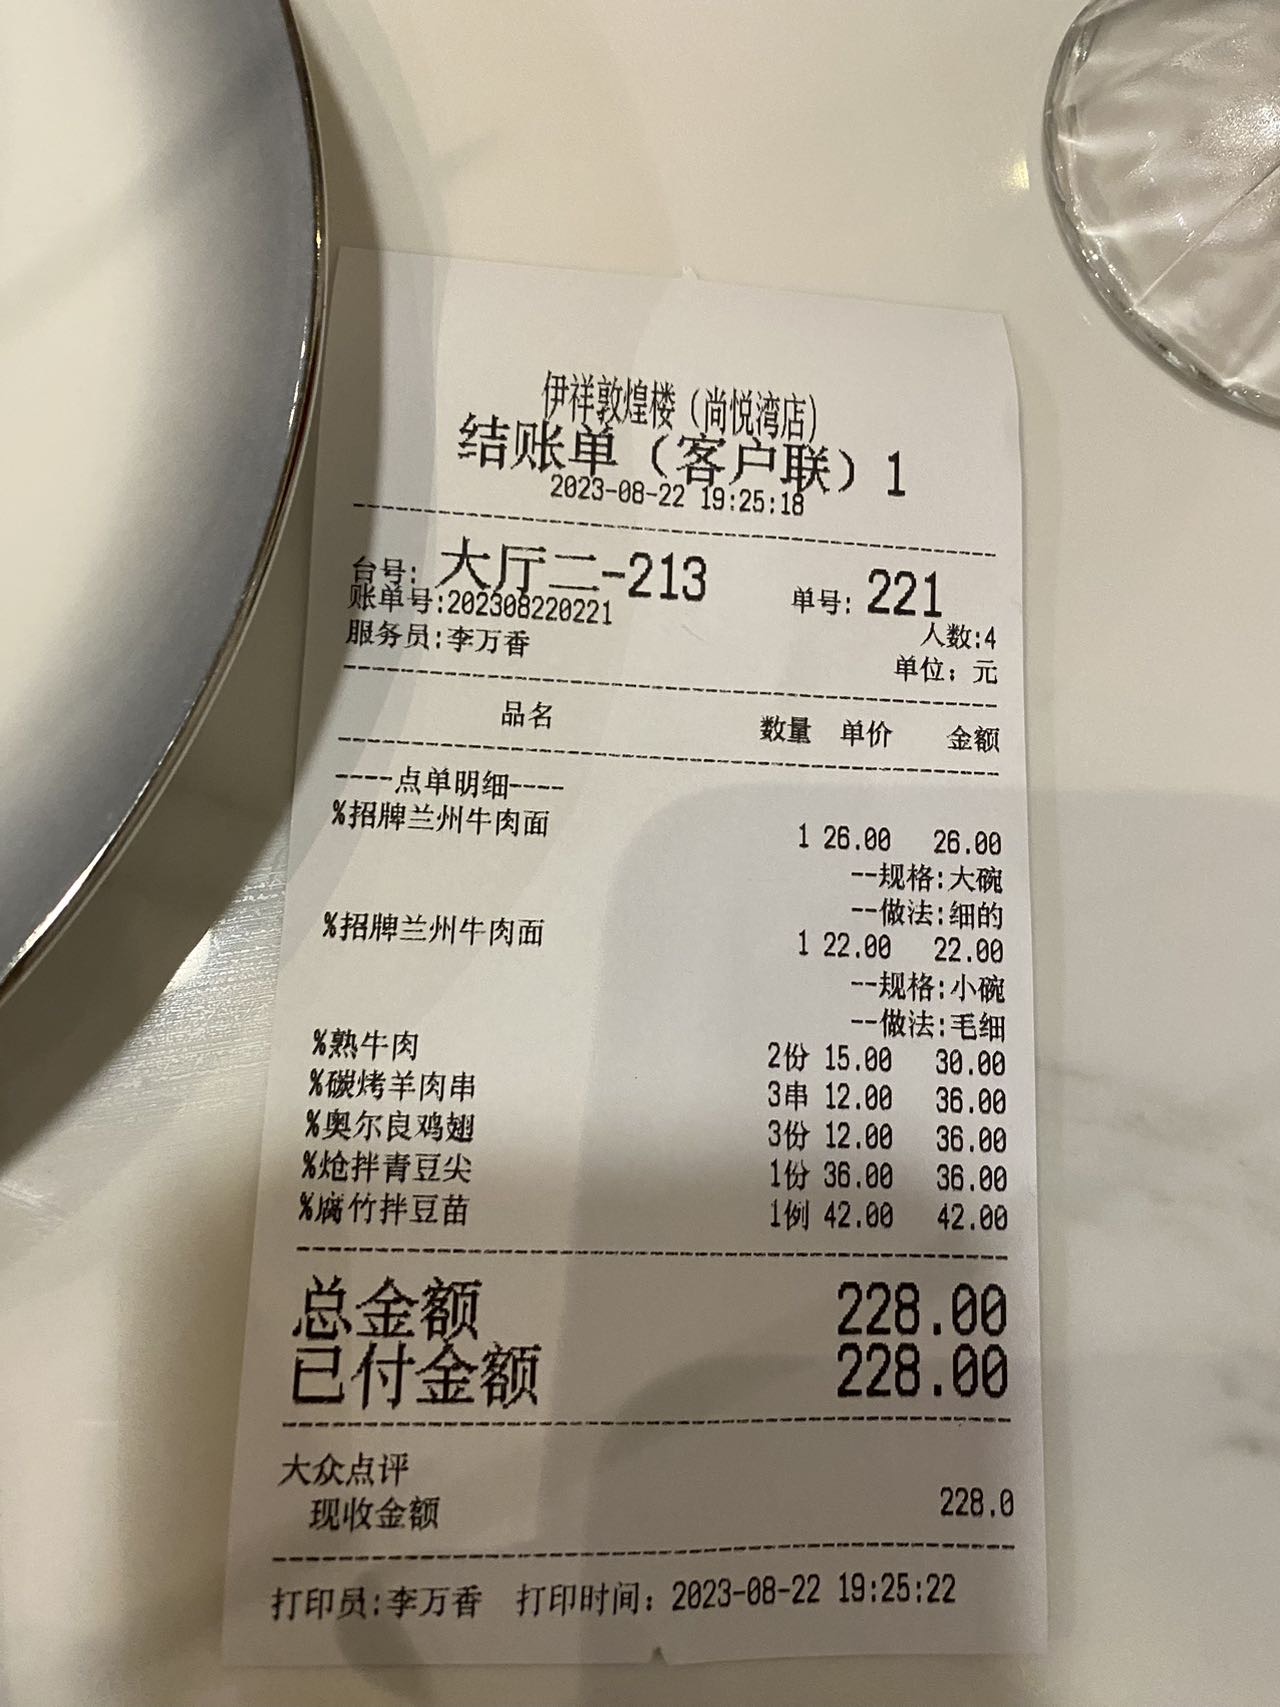 伊祥敦煌楼（尚悦湾店）
结账单（客户联）1
2023-08-22 19:25:18
台号: 大厅二-213 单号: 221
账单号:202308220221 人数:4
服务员:李万香 单位: 元
品名 数量 单价 金额
----点单明细----
%招牌兰州牛肉面 1 26.00 26.00
--规格:大碗
--做法:细的
%招牌兰州牛肉面 1 22.00 22.00
--规格:小碗
--做法:毛细
%熟牛肉 2份 15.00 30.00
%碳烤羊肉串 3串 12.00 36.00
%奥尔良鸡翅 3份 12.00 36.00
%炝拌青豆尖 1份 36.00 36.00
%腐竹拌豆苗 1例 42.00 42.00
总金额 228.00
已付金额 228.00
大众点评
现收金额 228.0
打印员:李万香 打印时间: 2023-08-22 19:25:22